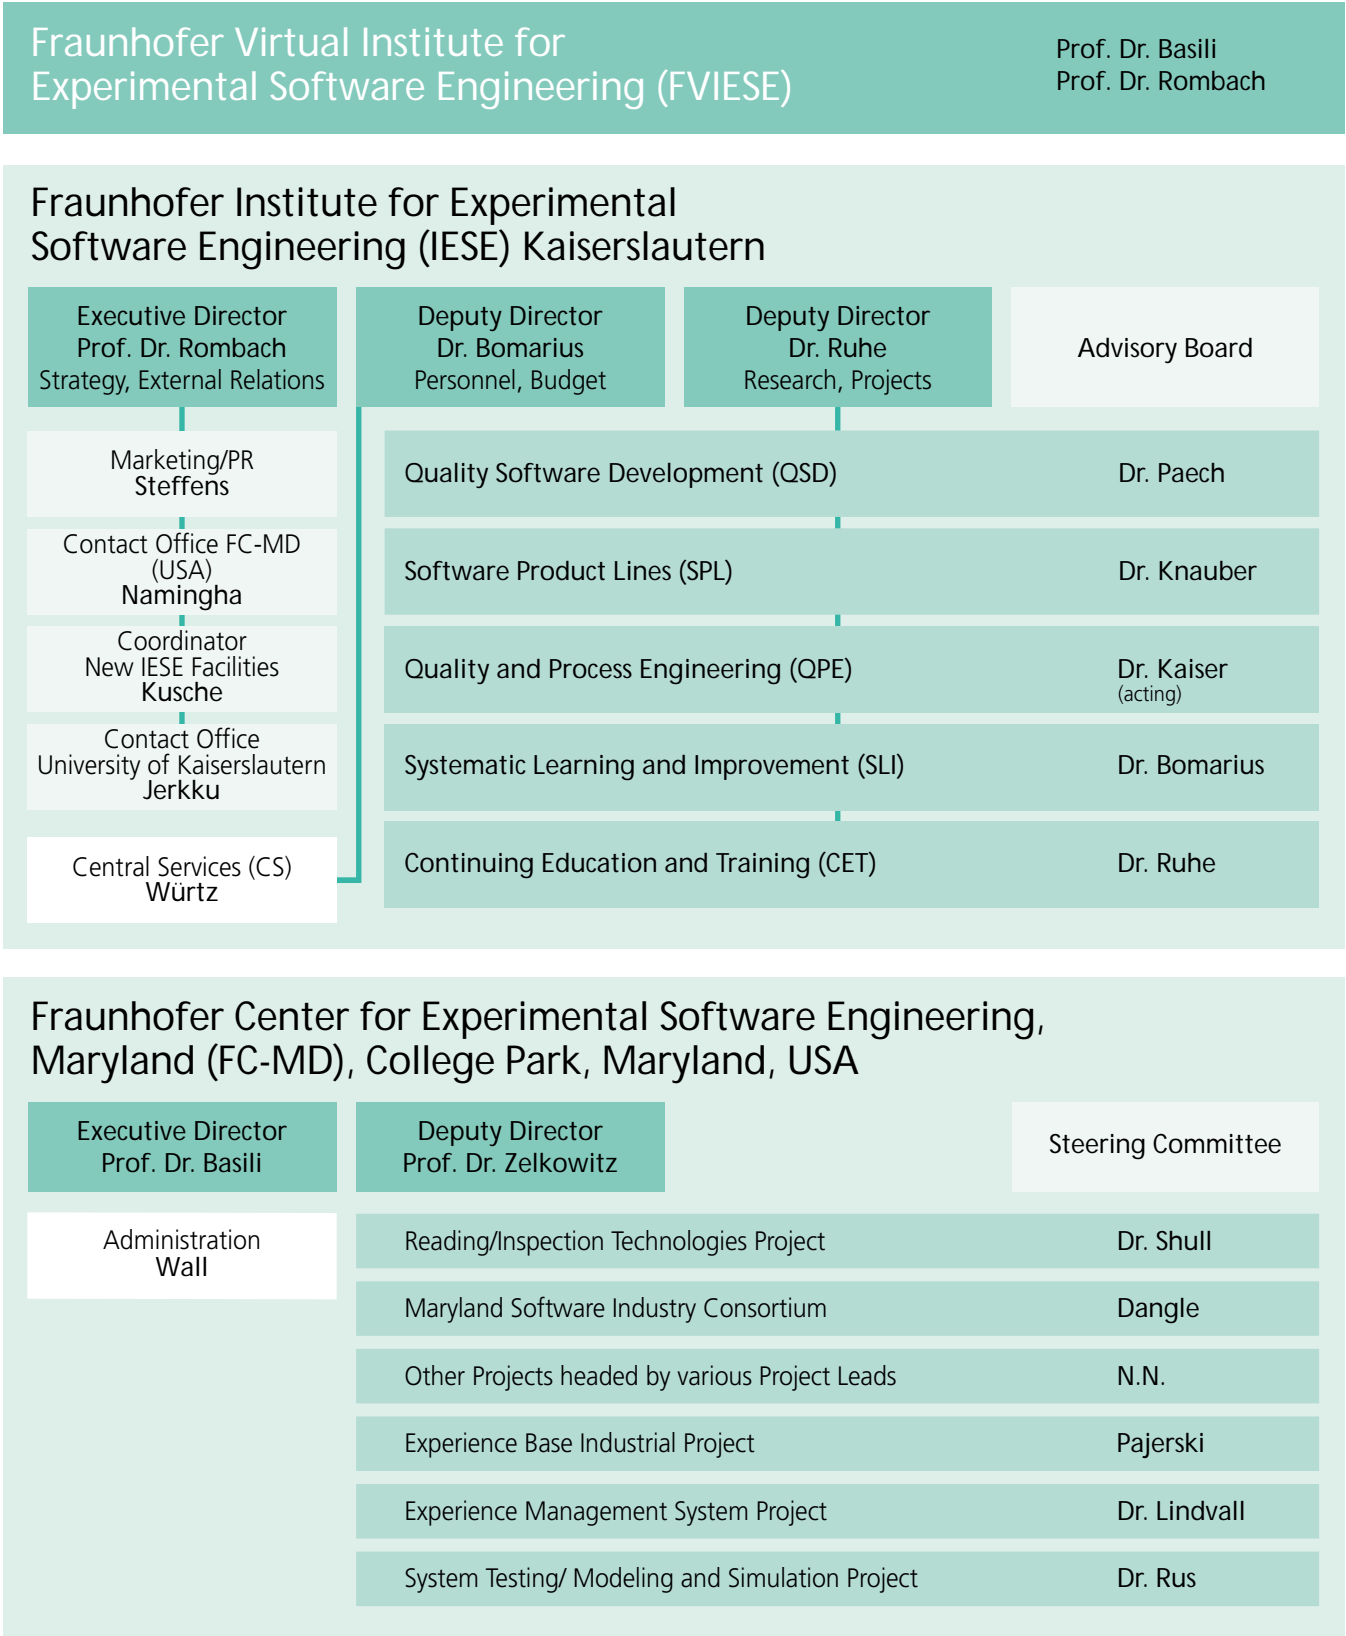 Fraunhofer Virtual Institute for
Experimental Software Engineering (FVIESE)
Prof. Dr. Basili
Prof. Dr. Rombach
Fraunhofer Institute for Experimental
Software Engineering (IESE) Kaiserslautern
Executive Director
Prof. Dr. Rombach
Strategy, External Relations
Deputy Director
Dr. Bomarius
Personnel, Budget
Deputy Director
Dr. Ruhe
Research, Projects
Advisory Board
Marketing/PR
Steffens
Contact Office FC-MD
(USA)
Namingha
Coordinator
New IESE Facilities
Kusche
Contact Office
University of Kaiserslautern
Jerkku
Central Services (CS)
Würtz
Quality Software Development (QSD) Dr. Paech
Software Product Lines (SPL) Dr. Knauber
Quality and Process Engineering (QPE) Dr. Kaiser
(acting)
Systematic Learning and Improvement (SLI) Dr. Bomarius
Continuing Education and Training (CET) Dr. Ruhe
Fraunhofer Center for Experimental Software Engineering,
Maryland (FC-MD), College Park, Maryland, USA
Executive Director
Prof. Dr. Basili
Deputy Director
Prof. Dr. Zelkowitz
Steering Committee
Administration
Wall
Reading/Inspection Technologies Project Dr. Shull
Maryland Software Industry Consortium Dangle
Other Projects headed by various Project Leads N.N.
Experience Base Industrial Project Pajerski
Experience Management System Project Dr. Lindvall
System Testing/ Modeling and Simulation Project Dr. Rus